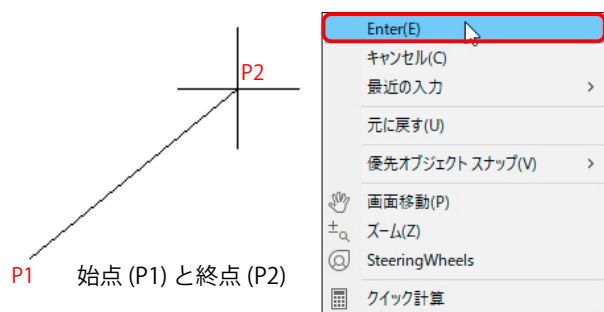 P2
P1
始点 (P1) と終点 (P2)
Enter(E)
キャンセル(C)
最近の入力
元に戻す(U)
優先オブジェクト スナップ(V)
画面移動(P)
ズーム(Z)
SteeringWheels
クイック計算